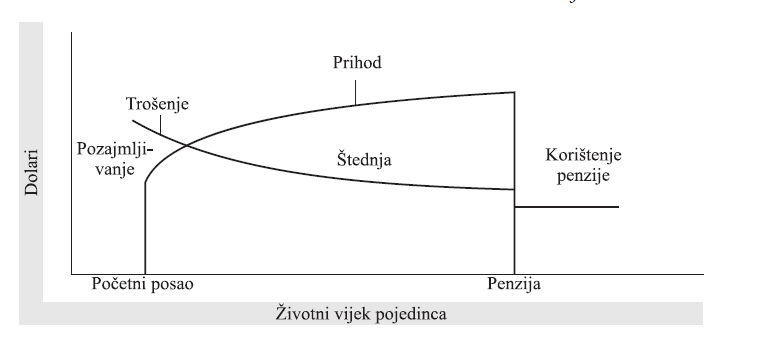 Prihod
Trošenje
Pozajmlji-
vanje
Štednja
Korištenje
penzije
Dolari
Početni posao
Penzija
Životni vijek pojedinca